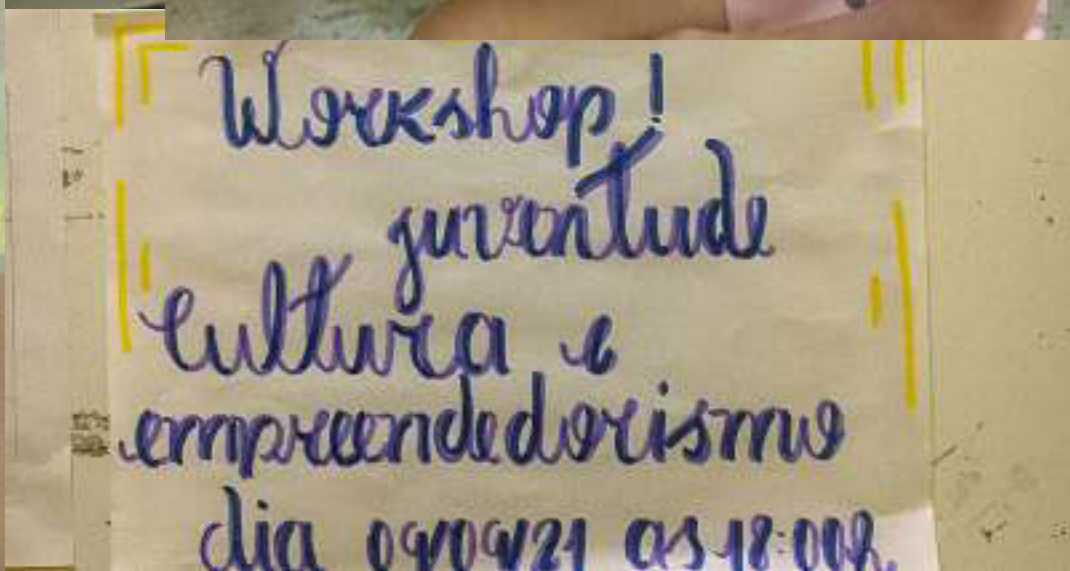 Workshop!
juventude
Cultura e
empreendedorismo
dia 09/09/21 as 18:00h